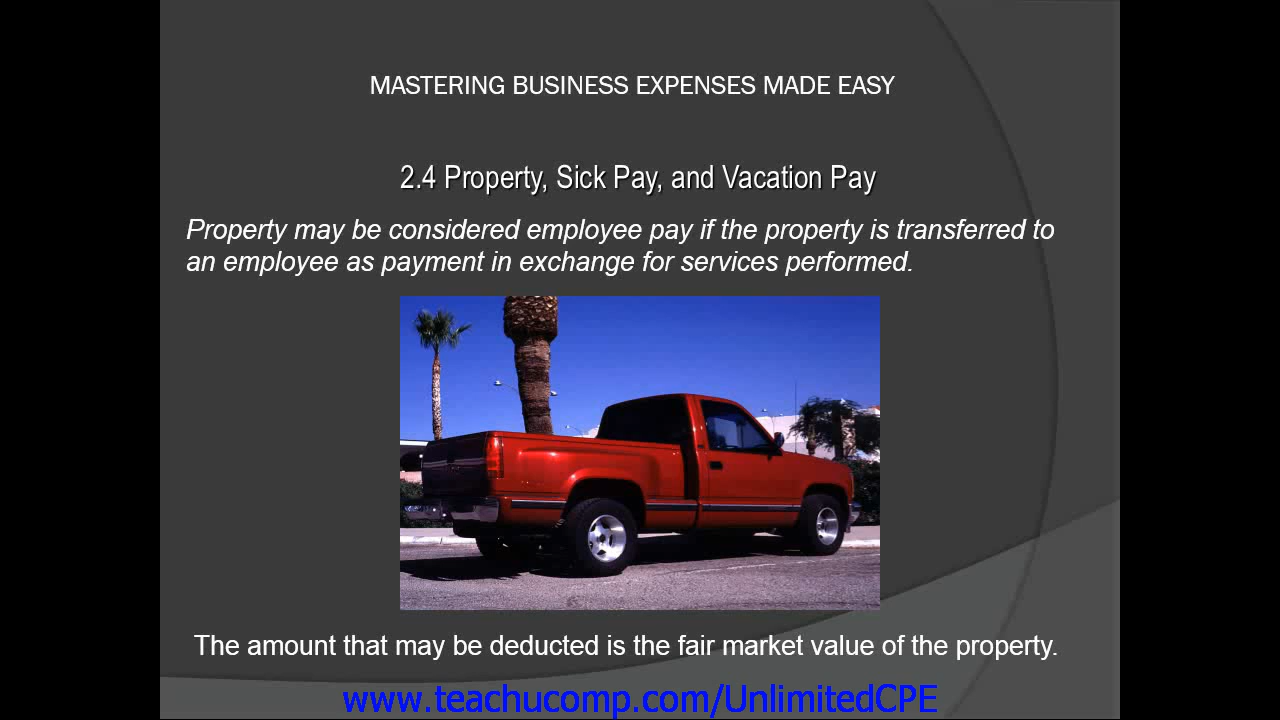 MASTERING BUSINESS EXPENSES MADE EASY
2.4 Property, Sick Pay, and Vacation Pay
Property may be considered employee pay if the property is transferred to
an employee as payment in exchange for services performed.
The amount that may be deducted is the fair market value of the property.
www.teachucomp.com/UnlimitedCPE